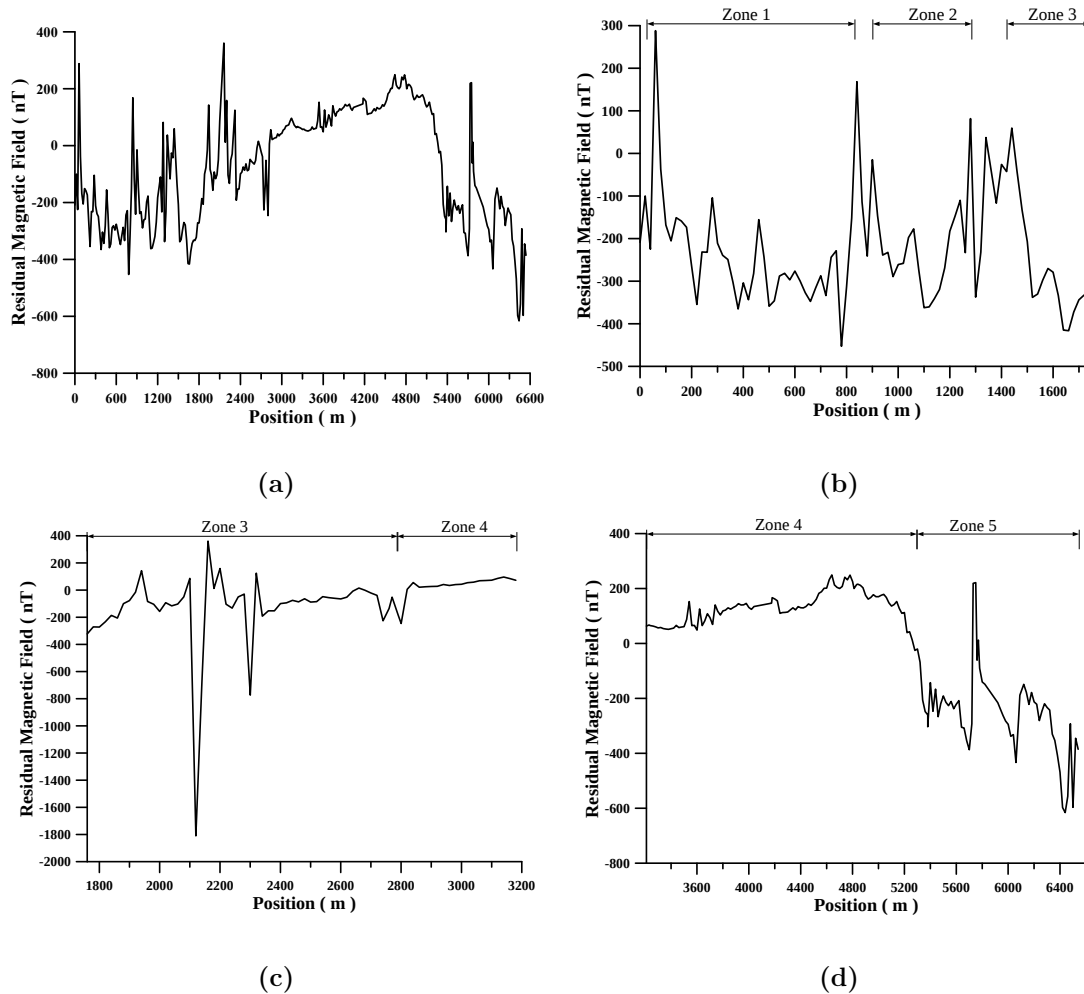 400
200
0
-200
-400
-600
-800
Residual Magnetic Field ( nT )
0 600 1200 1800 2400 3000 3600 4200 4800 5400 6000 6600
Position ( m )
(a)
Zone 1 Zone 2 Zone 3
300
200
100
0
-100
-200
-300
-400
-500
Residual Magnetic Field ( nT )
0 200 400 600 800 1000 1200 1400 1600
Position ( m )
(b)
Zone 3 Zone 4
400
200
0
-200
-400
-600
-800
-1000
-1200
-1400
-1600
-1800
-2000
Residual Magnetic Field ( nT )
1800 2000 2200 2400 2600 2800 3000 3200
Position ( m )
(c)
Zone 4 Zone 5
400
200
0
-200
-400
-600
-800
Residual Magnetic Field ( nT )
3600 4000 4400 4800 5200 5600 6000 6400
Position ( m )
(d)